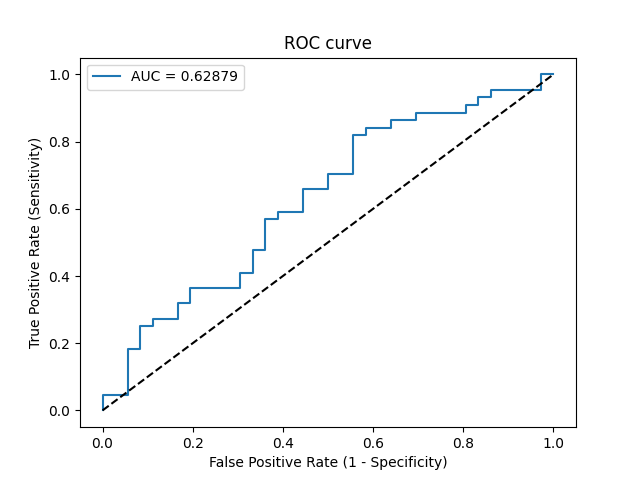 ROC curve
AUC = 0.62879
True Positive Rate (Sensitivity)
1.0
0.8
0.6
0.4
0.2
0.0
0.0 0.2 0.4 0.6 0.8 1.0
False Positive Rate (1 - Specificity)